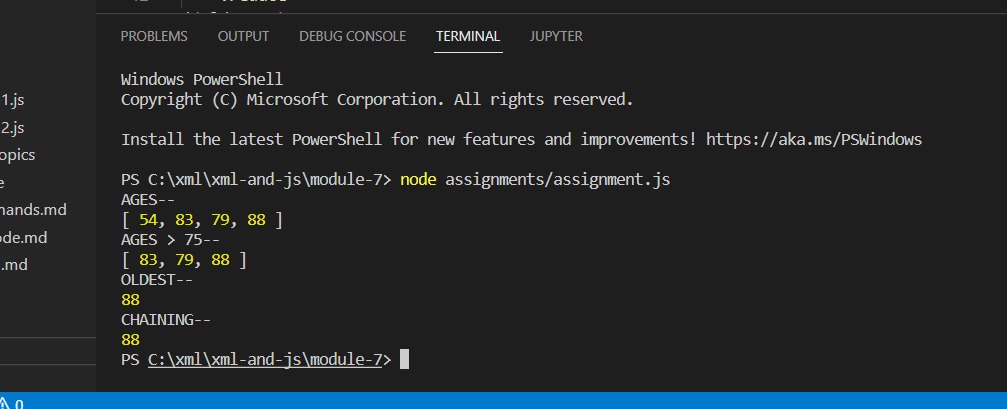 PROBLEMS OUTPUT DEBUG CONSOLE TERMINAL JUPYTER
1.js
2.js
opics
e
nands.md
ode.md
.md
Windows PowerShell
Copyright (C) Microsoft Corporation. All rights reserved.
Install the latest PowerShell for new features and improvements! https://aka.ms/PSWindows
PS C:\xml\xml-and-js\module-7> node assignments/assignment.js
AGES--
[ 54, 83, 79, 88 ]
AGES > 75--
[ 83, 79, 88 ]
OLDEST--
88
CHAINING--
88
PS C:\xml\xml-and-js\module-7>
0